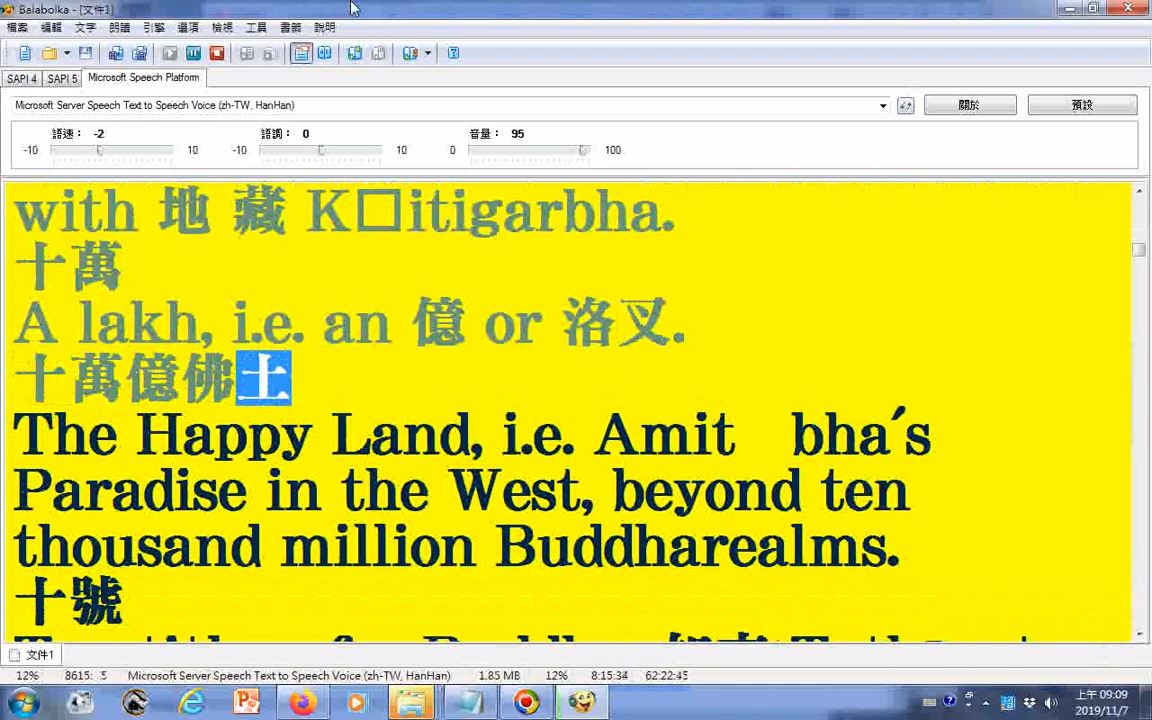 Balabolka - [文件1]
檔案 編輯 文字 朗讀 引擎 選項 檢視 工具 書籤 說明
SAPI 4 SAPI 5 Microsoft Speech Platform
Microsoft Server Speech Text to Speech Voice (zh-TW, HanHan) 關於 預設
語速： -2 語調： 0 音量： 95
-10 10 -10 10 0 100
with 地 藏 K□itigarbha.
十萬
A lakh, i.e. an 億 or 洛叉.
十萬億佛土
The Happy Land, i.e. Amit bha's
Paradise in the West, beyond ten
thousand million Buddharealms.
十號
文件1
12% 8615: 5 Microsoft Server Speech Text to Speech Voice (zh-TW, HanHan) 1.85 MB 12% 8:15:34 62:22:45
上午 09:09
2019/11/7